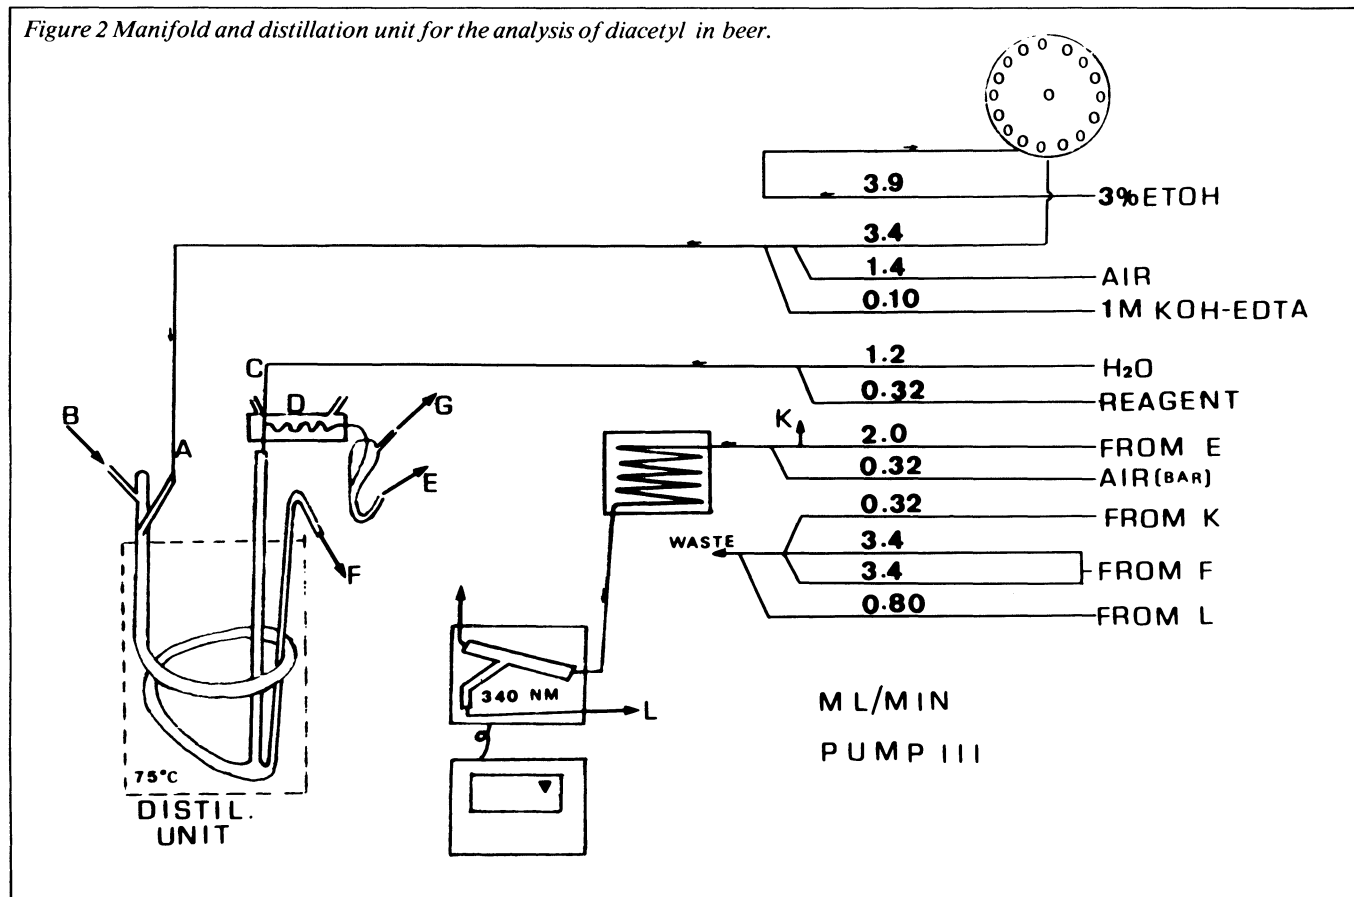 Figure 2 Manifold and distillation unit for the analysis of diacetyl in beer.
3.9
3% ETOH
3.4
1.4
AIR
0.10
1M KOH-EDTA
C
1.2
H₂O
0.32
REAGENT
D
G
B
A
E
K
2.0
FROM E
0.32
AIR (BAR)
0.32
FROM K
WASTE
3.4
3.4
FROM F
F
0.80
FROM L
340 NM
L
ML/MIN
PUMP III
75°C
DISTIL.
UNIT